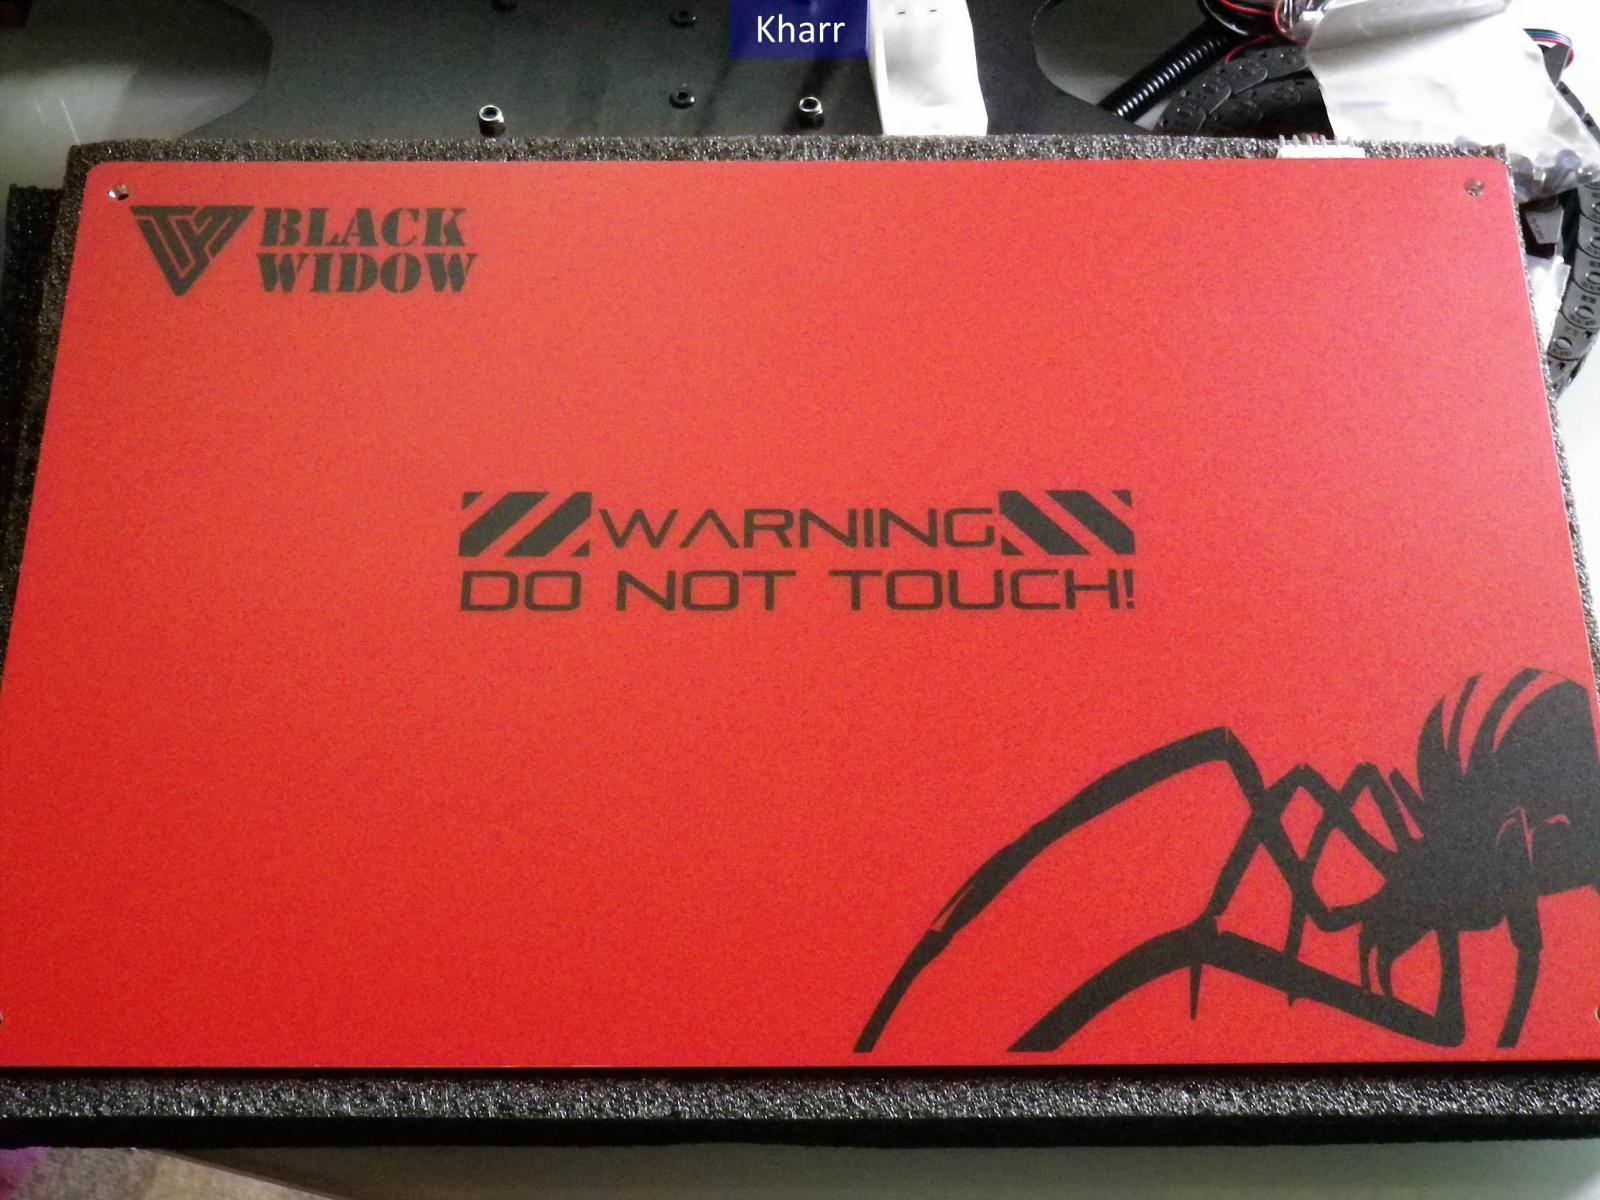 Kharr
BLACK
WIDOW
WARNING
DO NOT TOUCH!